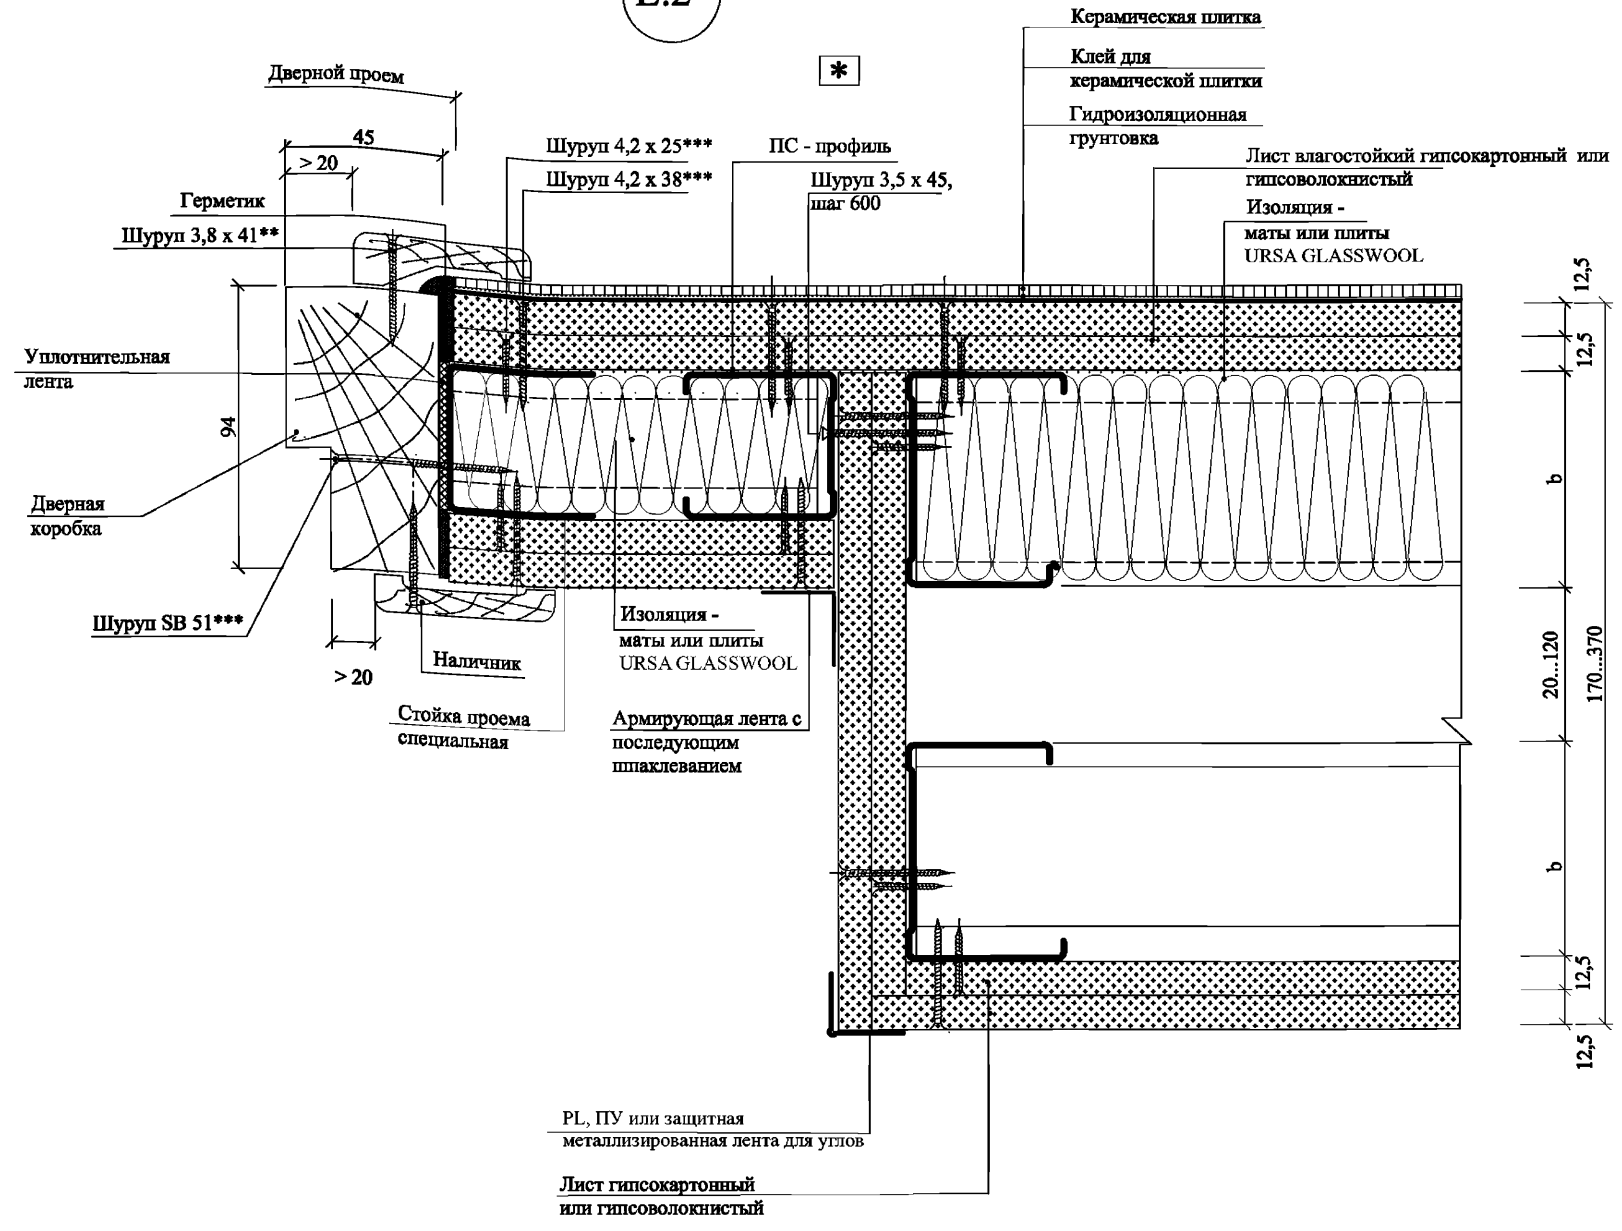 Керамическая плитка
Клей для
керамической плитки
Гидроизоляционная
грунтовка
*
Дверной проем
45
> 20
Шуруп 4,2 х 25***
Шуруп 4,2 х 38***
ПС - профиль
Шуруп 3,5 х 45,
шаг 600
Лист влагостойкий гипсокартонный или
гипсоволокнистый
Изоляция -
маты или плиты
URSA GLASSWOOL
Герметик
Шуруп 3,8 х 41**
12,5
12,5
Уплотнительная
лента
94
b
Дверная
коробка
Шуруп SB 51***
> 20
Наличник
Изоляция -
маты или плиты
URSA GLASSWOOL
20...120
170...370
Стойка проема
специальная
Армирующая лента с
последующим
шпаклеванием
b
12,5
12,5
PL, ПУ или защитная
металлизированная лента для углов
Лист гипсокартонный
или гипсоволокнистый